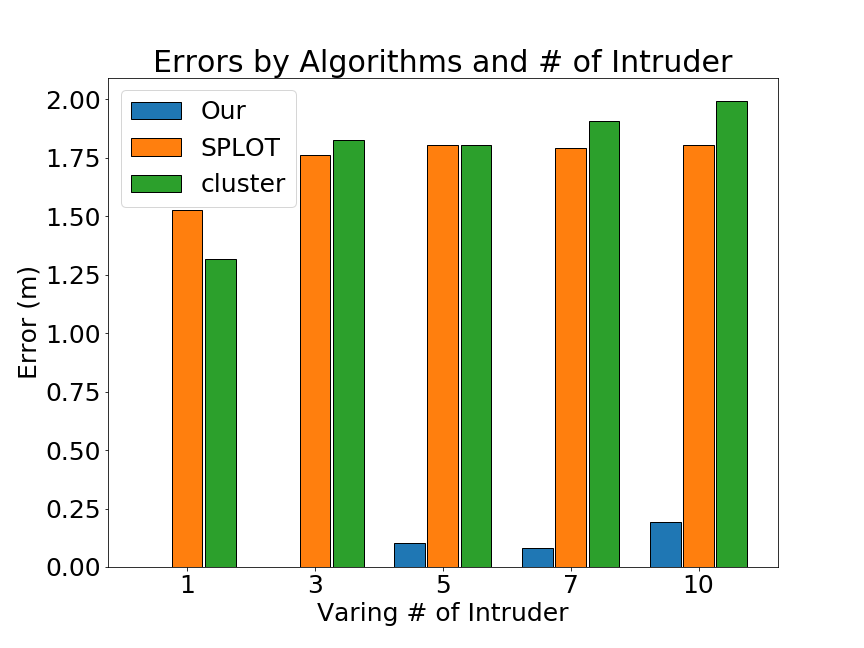 Errors by Algorithms and # of Intruder
Our
SPLOT
cluster
2.00
1.75
1.50
1.25
1.00
0.75
0.50
0.25
0.00
Error (m)
1 3 5 7 10
Varing # of Intruder